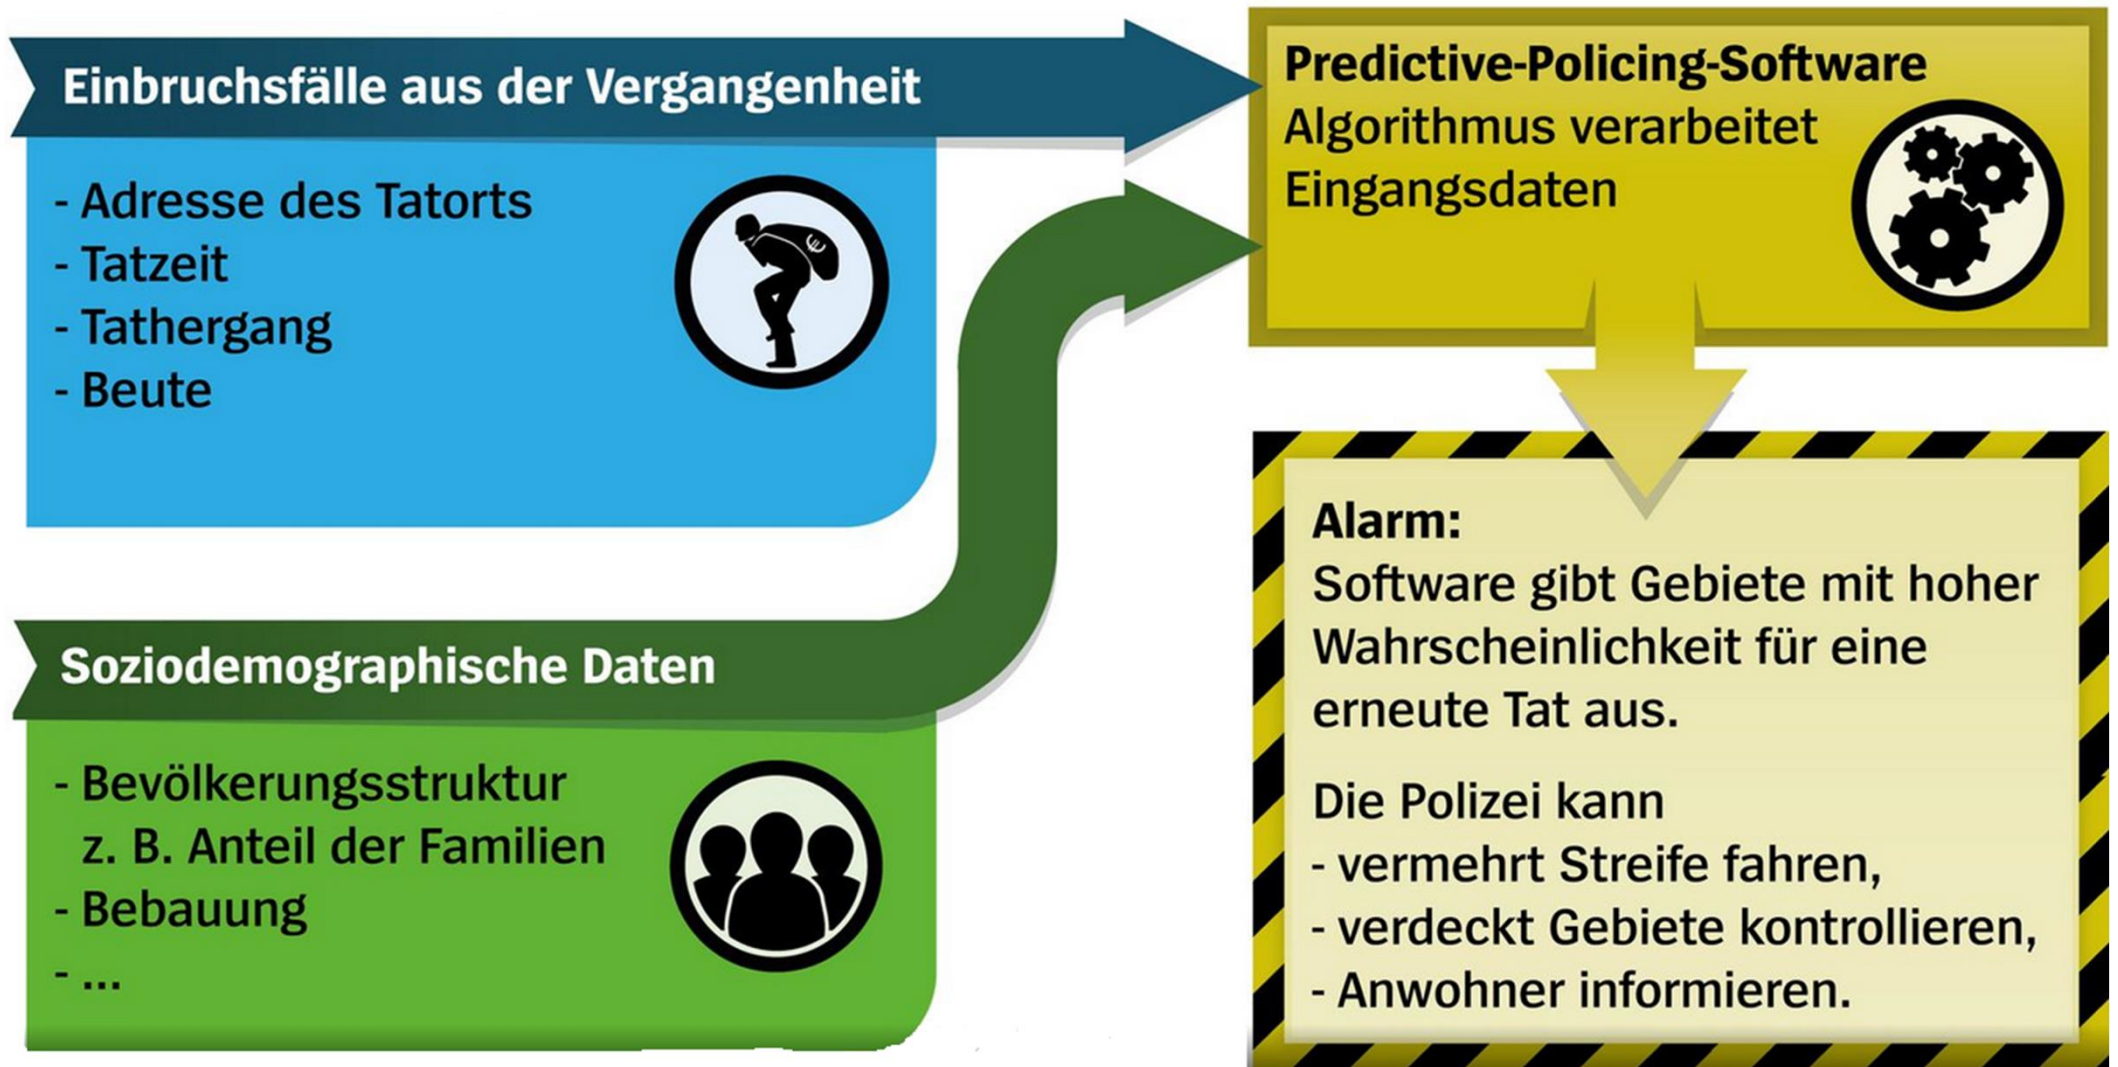 Einbruchsfälle aus der Vergangenheit
- Adresse des Tatorts
- Tatzeit
- Tathergang
- Beute
Soziodemographische Daten
- Bevölkerungsstruktur
z. B. Anteil der Familien
- Bebauung
- ...
Predictive-Policing-Software
Algorithmus verarbeitet
Eingangsdaten
Alarm:
Software gibt Gebiete mit hoher
Wahrscheinlichkeit für eine
erneute Tat aus.
Die Polizei kann
- vermehrt Streife fahren,
- verdeckt Gebiete kontrollieren,
- Anwohner informieren.